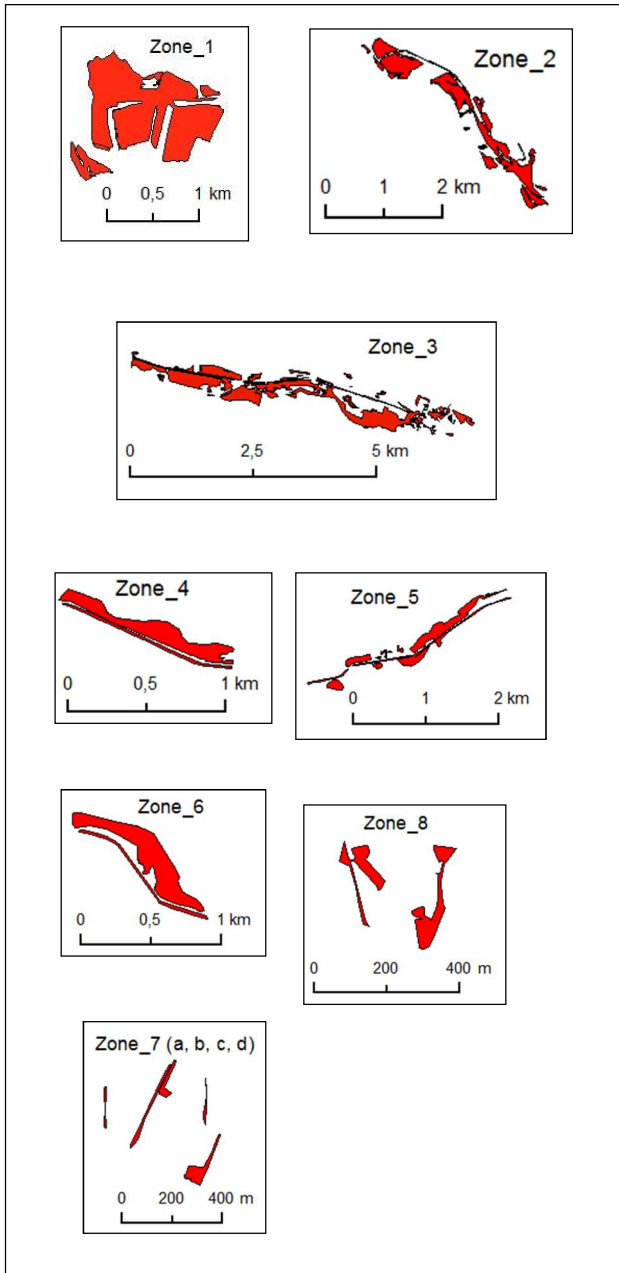 Zone_1
0 0,5 1 km
Zone_2
0 1 2 km
Zone_3
0 2,5 5 km
Zone_4
0 0,5 1 km
Zone_5
0 1 2 km
Zone_6
0 0,5 1 km
Zone_8
0 200 400 m
Zone_7 (a, b, c, d)
0 200 400 m